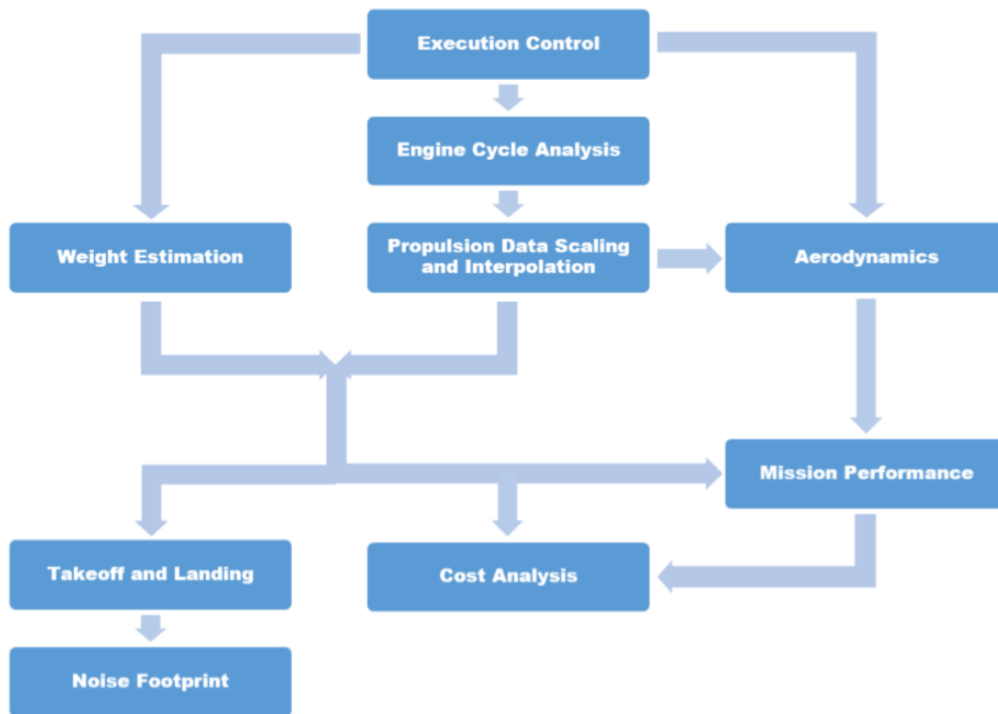 Execution Control
Engine Cycle Analysis
Weight Estimation
Propulsion Data Scaling
and Interpolation
Aerodynamics
Mission Performance
Takeoff and Landing
Cost Analysis
Noise Footprint